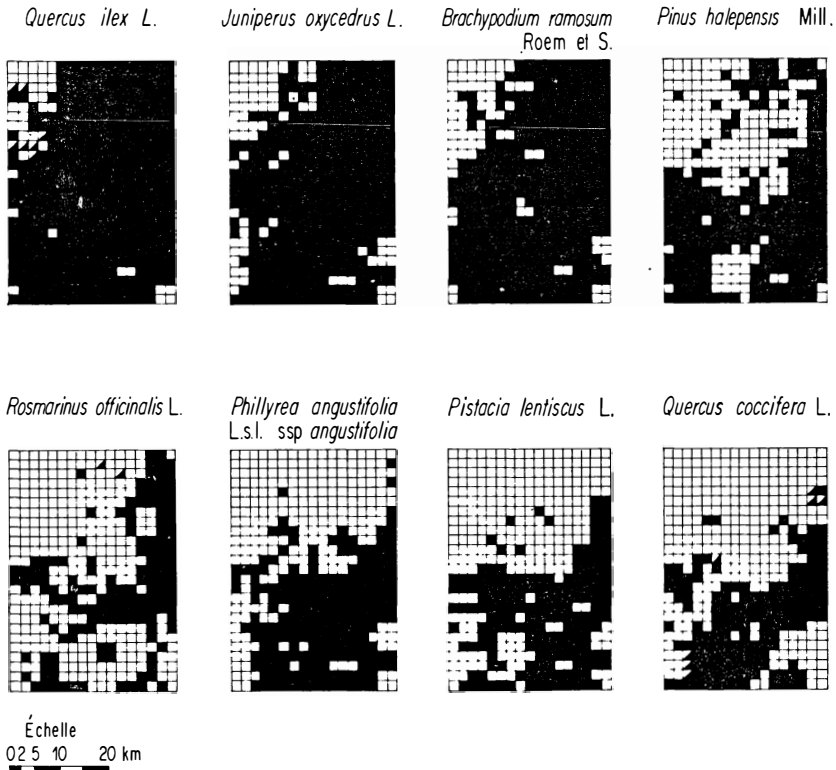 Quercus ilex L.
Juniperus oxycedrus L.
Brachypodium ramosum
Roem et S.
Pinus halepensis Mill.
Rosmarinus officinalis L.
Phillyrea angustifolia
L.s.l. ssp angustifolia
Pistacia lentiscus L.
Quercus coccifera L.
Échelle
0 2 5 10 20 km